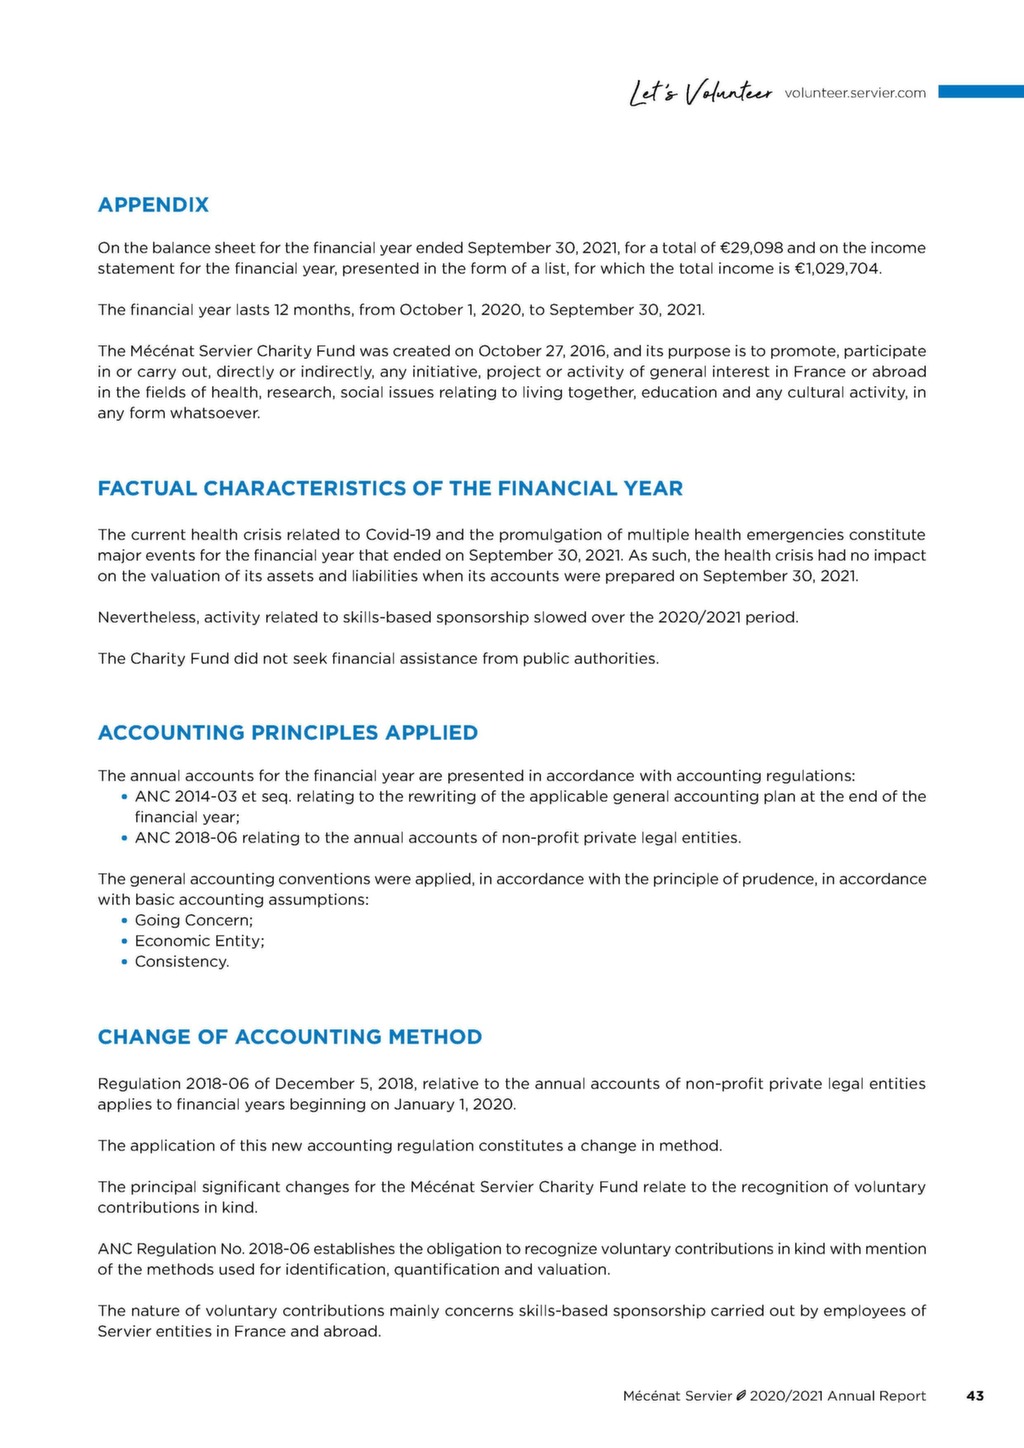 Let's Volunteer volunteer.servier.com
APPENDIX
On the balance sheet for the financial year ended September 30, 2021, for a total of €29,098 and on the income
statement for the financial year, presented in the form of a list, for which the total income is €1,029,704.
The financial year lasts 12 months, from October 1, 2020, to September 30, 2021.
The Mécénat Servier Charity Fund was created on October 27, 2016, and its purpose is to promote, participate
in or carry out, directly or indirectly, any initiative, project or activity of general interest in France or abroad
in the fields of health, research, social issues relating to living together, education and any cultural activity, in
any form whatsoever.
FACTUAL CHARACTERISTICS OF THE FINANCIAL YEAR
The current health crisis related to Covid-19 and the promulgation of multiple health emergencies constitute
major events for the financial year that ended on September 30, 2021. As such, the health crisis had no impact
on the valuation of its assets and liabilities when its accounts were prepared on September 30, 2021.
Nevertheless, activity related to skills-based sponsorship slowed over the 2020/2021 period.
The Charity Fund did not seek financial assistance from public authorities.
ACCOUNTING PRINCIPLES APPLIED
The annual accounts for the financial year are presented in accordance with accounting regulations:
• ANC 2014-03 et seq. relating to the rewriting of the applicable general accounting plan at the end of the
financial year;
• ANC 2018-06 relating to the annual accounts of non-profit private legal entities.
The general accounting conventions were applied, in accordance with the principle of prudence, in accordance
with basic accounting assumptions:
• Going Concern;
• Economic Entity;
• Consistency.
CHANGE OF ACCOUNTING METHOD
Regulation 2018-06 of December 5, 2018, relative to the annual accounts of non-profit private legal entities
applies to financial years beginning on January 1, 2020.
The application of this new accounting regulation constitutes a change in method.
The principal significant changes for the Mécénat Servier Charity Fund relate to the recognition of voluntary
contributions in kind.
ANC Regulation No. 2018-06 establishes the obligation to recognize voluntary contributions in kind with mention
of the methods used for identification, quantification and valuation.
The nature of voluntary contributions mainly concerns skills-based sponsorship carried out by employees of
Servier entities in France and abroad.
Mécénat Servier 2020/2021 Annual Report 43